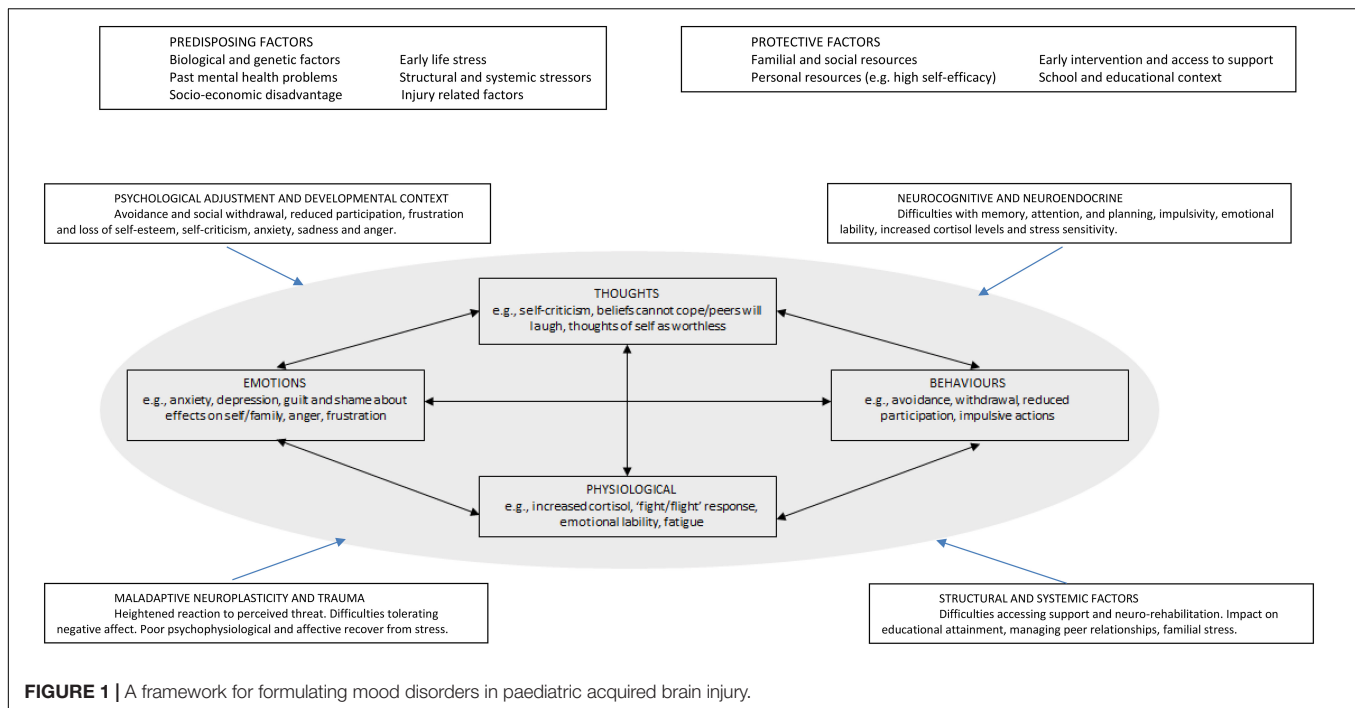 PREDISPOSING FACTORS
Biological and genetic factors Early life stress
Past mental health problems Structural and systemic stressors
Socio-economic disadvantage Injury related factors
PROTECTIVE FACTORS
Familial and social resources Early intervention and access to support
Personal resources (e.g. high self-efficacy) School and educational context
PSYCHOLOGICAL ADJUSTMENT AND DEVELOPMENTAL CONTEXT
Avoidance and social withdrawal, reduced participation, frustration
and loss of self-esteem, self-criticism, anxiety, sadness and anger.
NEUROCOGNITIVE AND NEUROENDOCRINE
Difficulties with memory, attention, and planning, impulsivity, emotional
lability, increased cortisol levels and stress sensitivity.
THOUGHTS
e.g., self-criticism, beliefs cannot cope/peers will
laugh, thoughts of self as worthless
EMOTIONS
e.g., anxiety, depression, guilt and shame about
effects on self/family, anger, frustration
BEHAVIOURS
e.g., avoidance, withdrawal, reduced
participation, impulsive actions
PHYSIOLOGICAL
e.g., increased cortisol, 'fight/flight' response,
emotional lability, fatigue
MALADAPTIVE NEUROPLASTICITY AND TRAUMA
Heightened reaction to perceived threat. Difficulties tolerating
negative affect. Poor psychophysiological and affective recover from stress.
STRUCTURAL AND SYSTEMIC FACTORS
Difficulties accessing support and neuro-rehabilitation. Impact on
educational attainment, managing peer relationships, familial stress.
FIGURE 1 | A framework for formulating mood disorders in paediatric acquired brain injury.